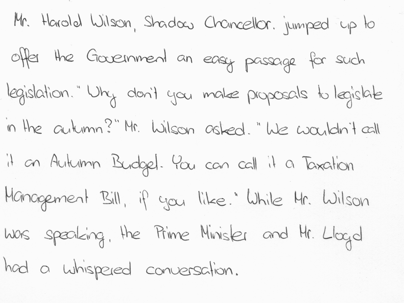 Mr. Harold Wilson, Shadow Chancellor. jumped up to
offer the Government an easy passage for such
legislation. "Why don't you make proposals to legislate
in the autumn?" Mr. Wilson asked. "We wouldn't call
it an Autumn Budget. You can call it a Taxation
Management Bill, if you like." While Mr. Wilson
was speaking, the Prime Minister and Mr. Lloyd
had a whispered conversation.